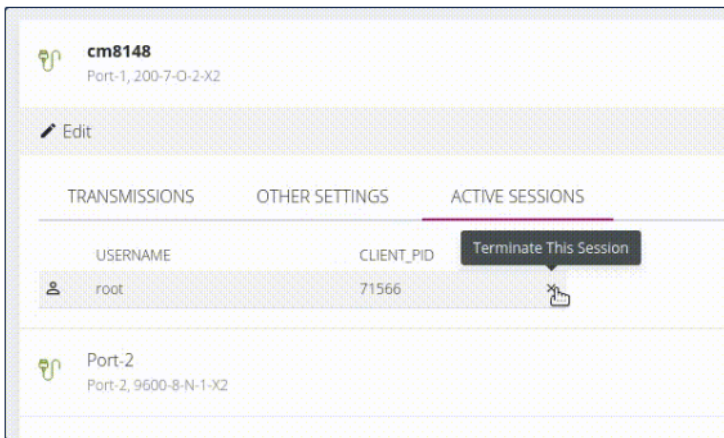 cm8148
Port-1, 200-7-O-2-X2
Edit
TRANSMISSIONS OTHER SETTINGS ACTIVE SESSIONS
Terminate This Session
USERNAME CLIENT_PID
root 71566
Port-2
Port-2, 9600-8-N-1-X2